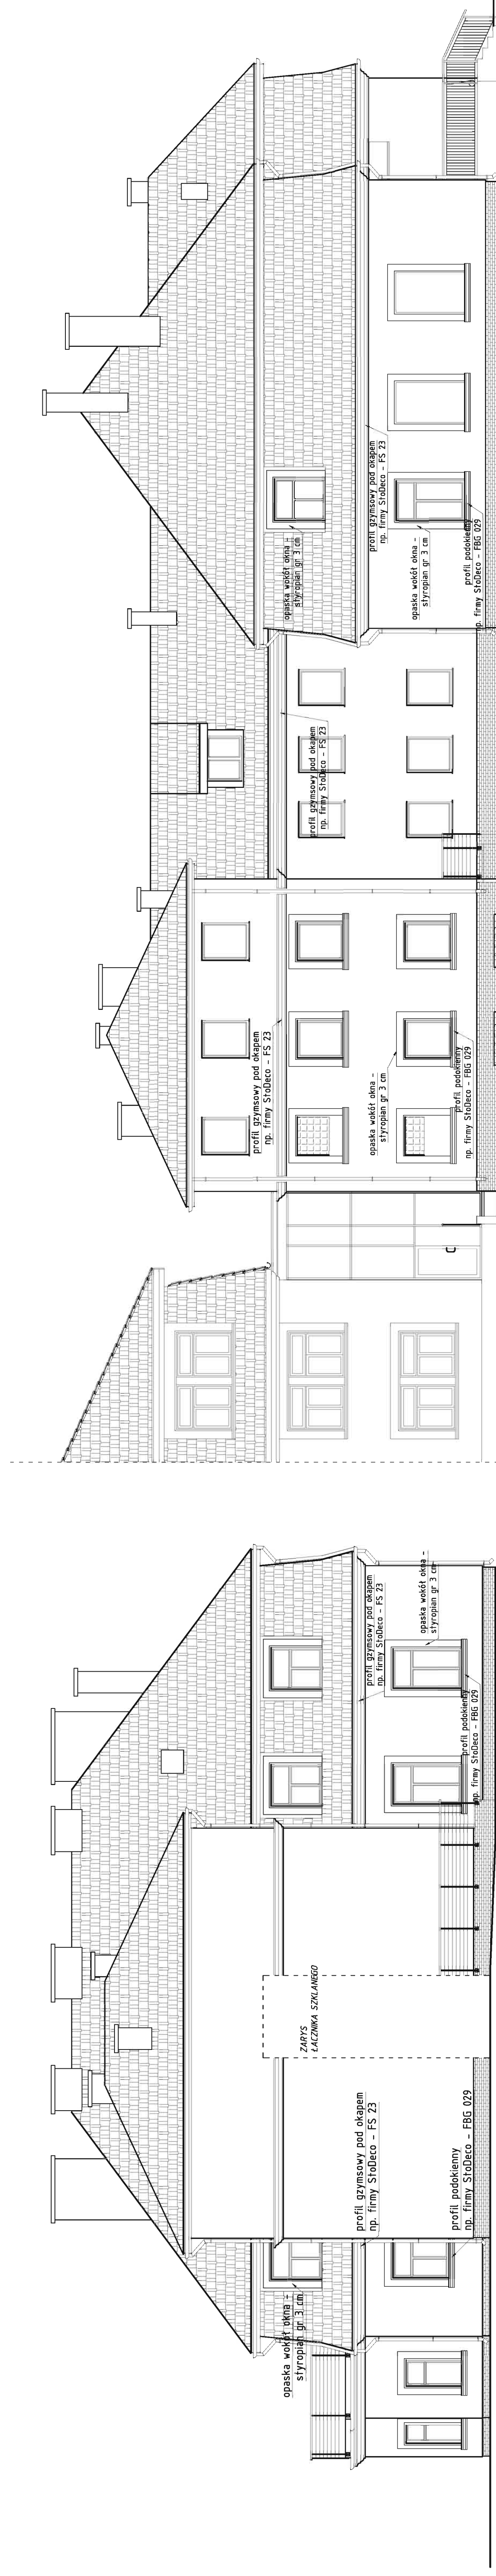 profil gzymsowy pod okapem
np. firmy StoDeco - FS 23
opaska wokół okna -
styropian gr 3 cm
opaska wokół okna -
styropian gr 3 cm
profil podokienny
np. firmy StoDeco - FBG 029
profil gzymsowy pod okapem
np. firmy StoDeco - FS 23
profil gzymsowy pod okapem
np. firmy StoDeco - FS 23
opaska wokół okna -
styropian gr 3 cm
profil podokienny
np. firmy StoDeco - FBG 029
opaska wokół okna -
styropian gr 3 cm
profil gzymsowy pod okapem
np. firmy StoDeco - FS 23
profil podokienny
np. firmy StoDeco - FBG 029
ZARYS
ŁACZNIKA SZKLANEGO
profil gzymsowy pod okapem
np. firmy StoDeco - FS 23
profil podokienny
np. firmy StoDeco - FBG 029
opaska wokół okna -
styropian gr 3 cm